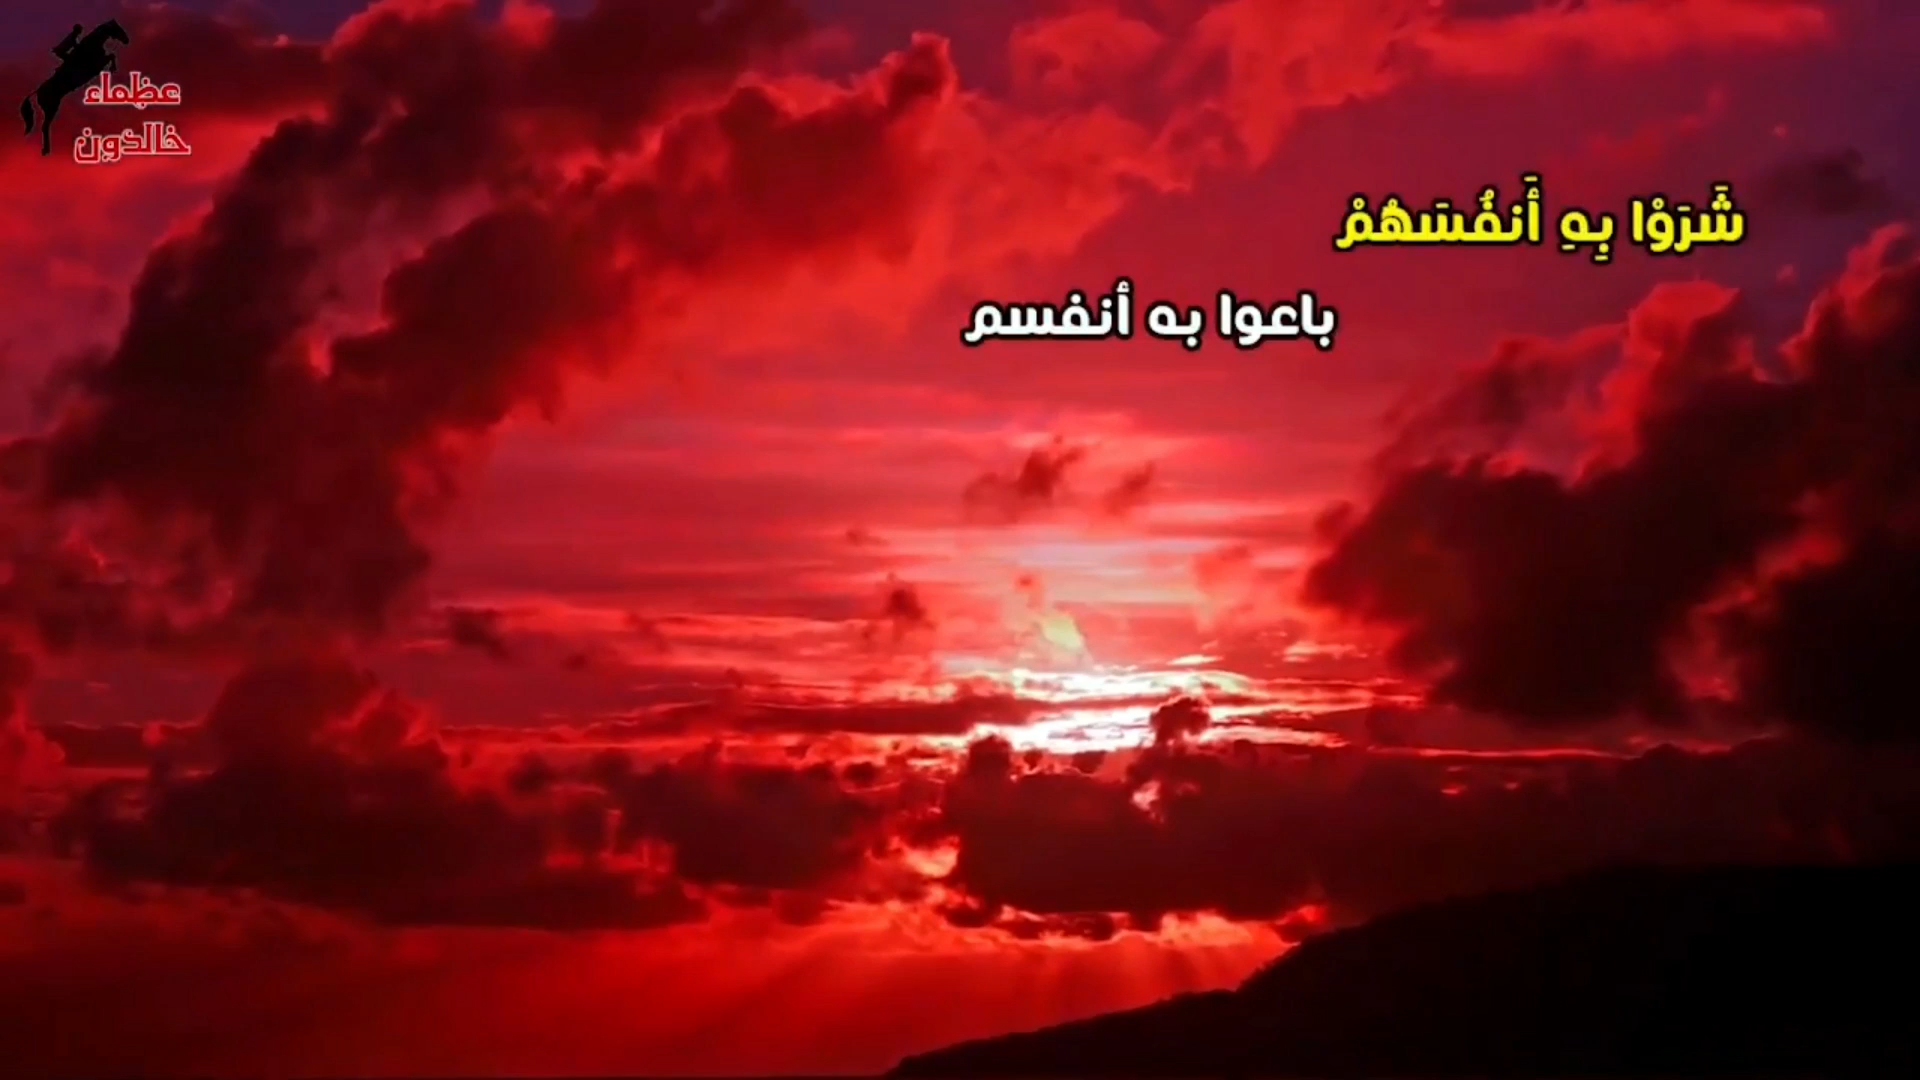 عظماء
خالدون
شَرَوْا بِهِ أَنفُسَهُمْ
باعوا به أنفسم